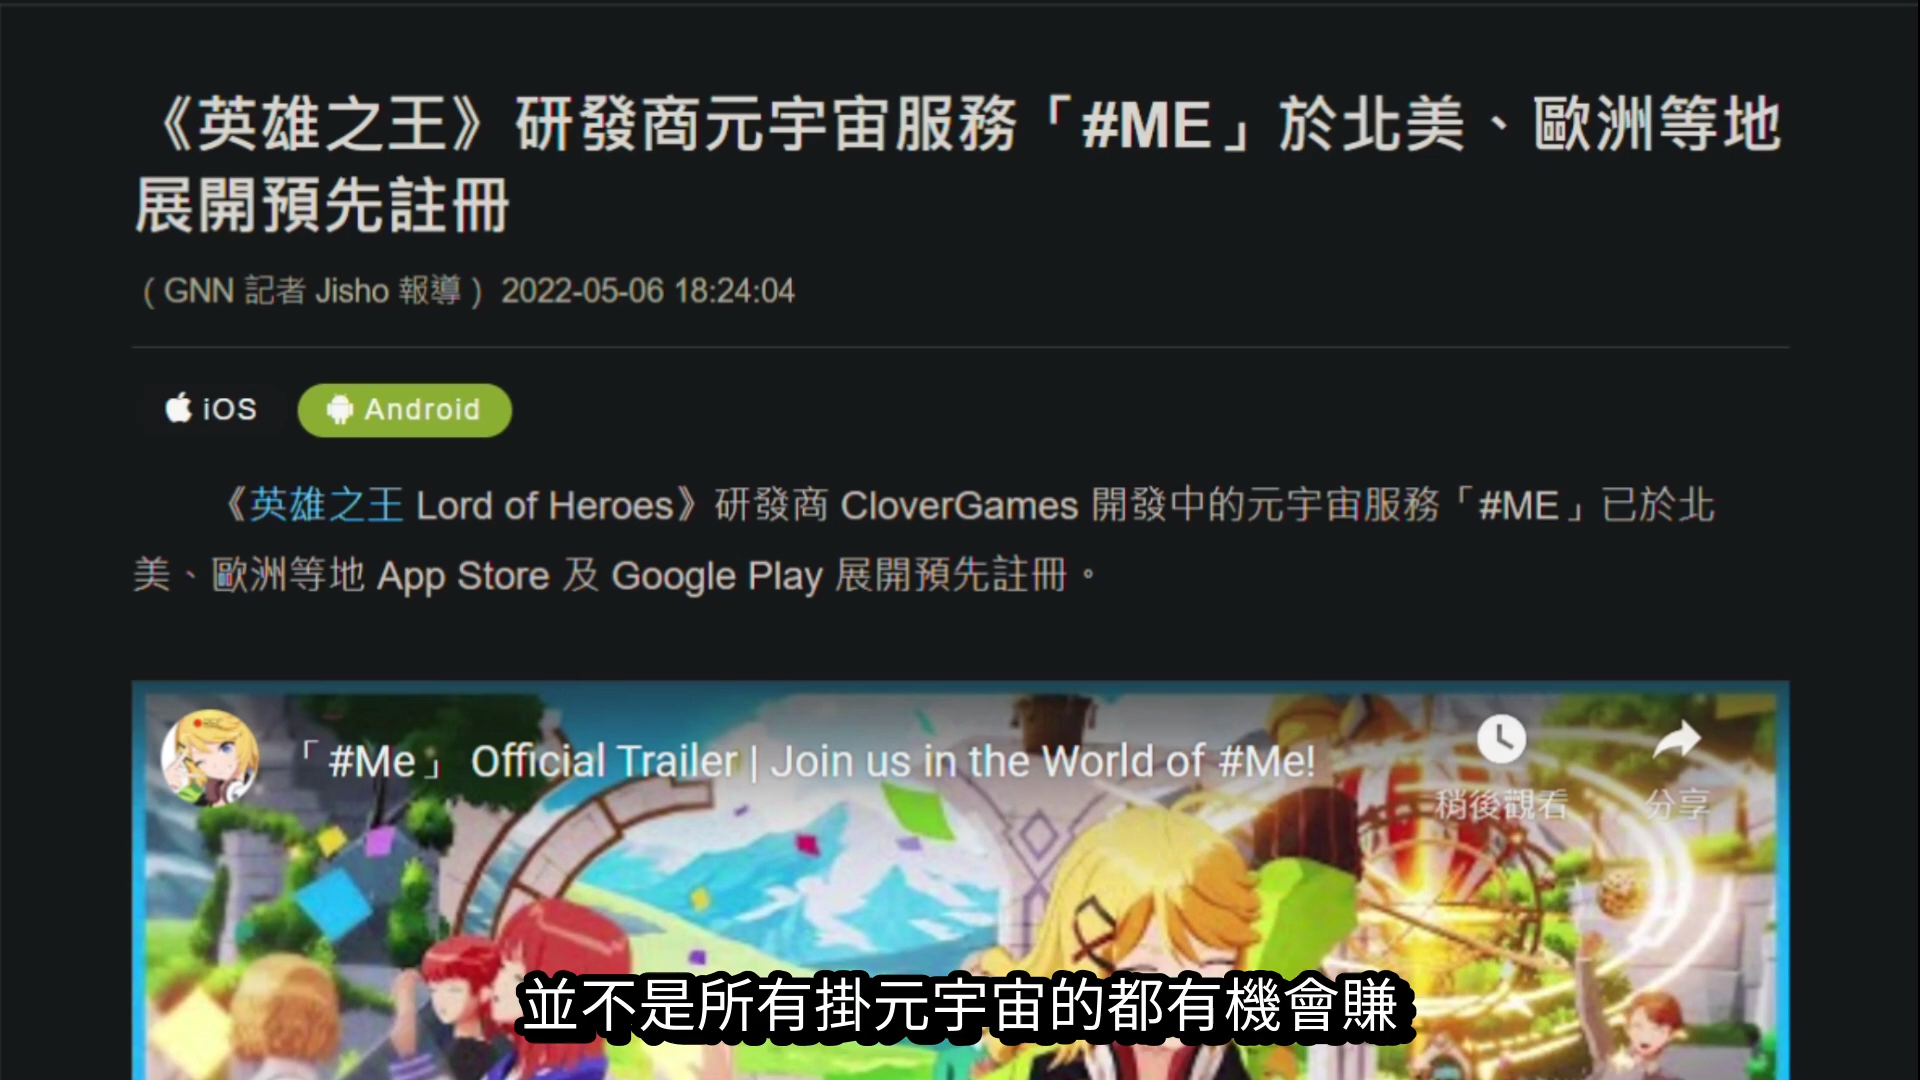 《英雄之王》研發商元宇宙服務「#ME」於北美、歐洲等地
展開預先註冊
（GNN 記者 Jisho 報導） 2022-05-06 18:24:04
iOS Android
《英雄之王 Lord of Heroes》研發商 CloverGames 開發中的元宇宙服務「#ME」已於北
美、歐洲等地 App Store 及 Google Play 展開預先註冊。
「#Me」 Official Trailer | Join us in the World of #Me!
稍後觀看 分享
並不是所有掛元宇宙的都有機會賺